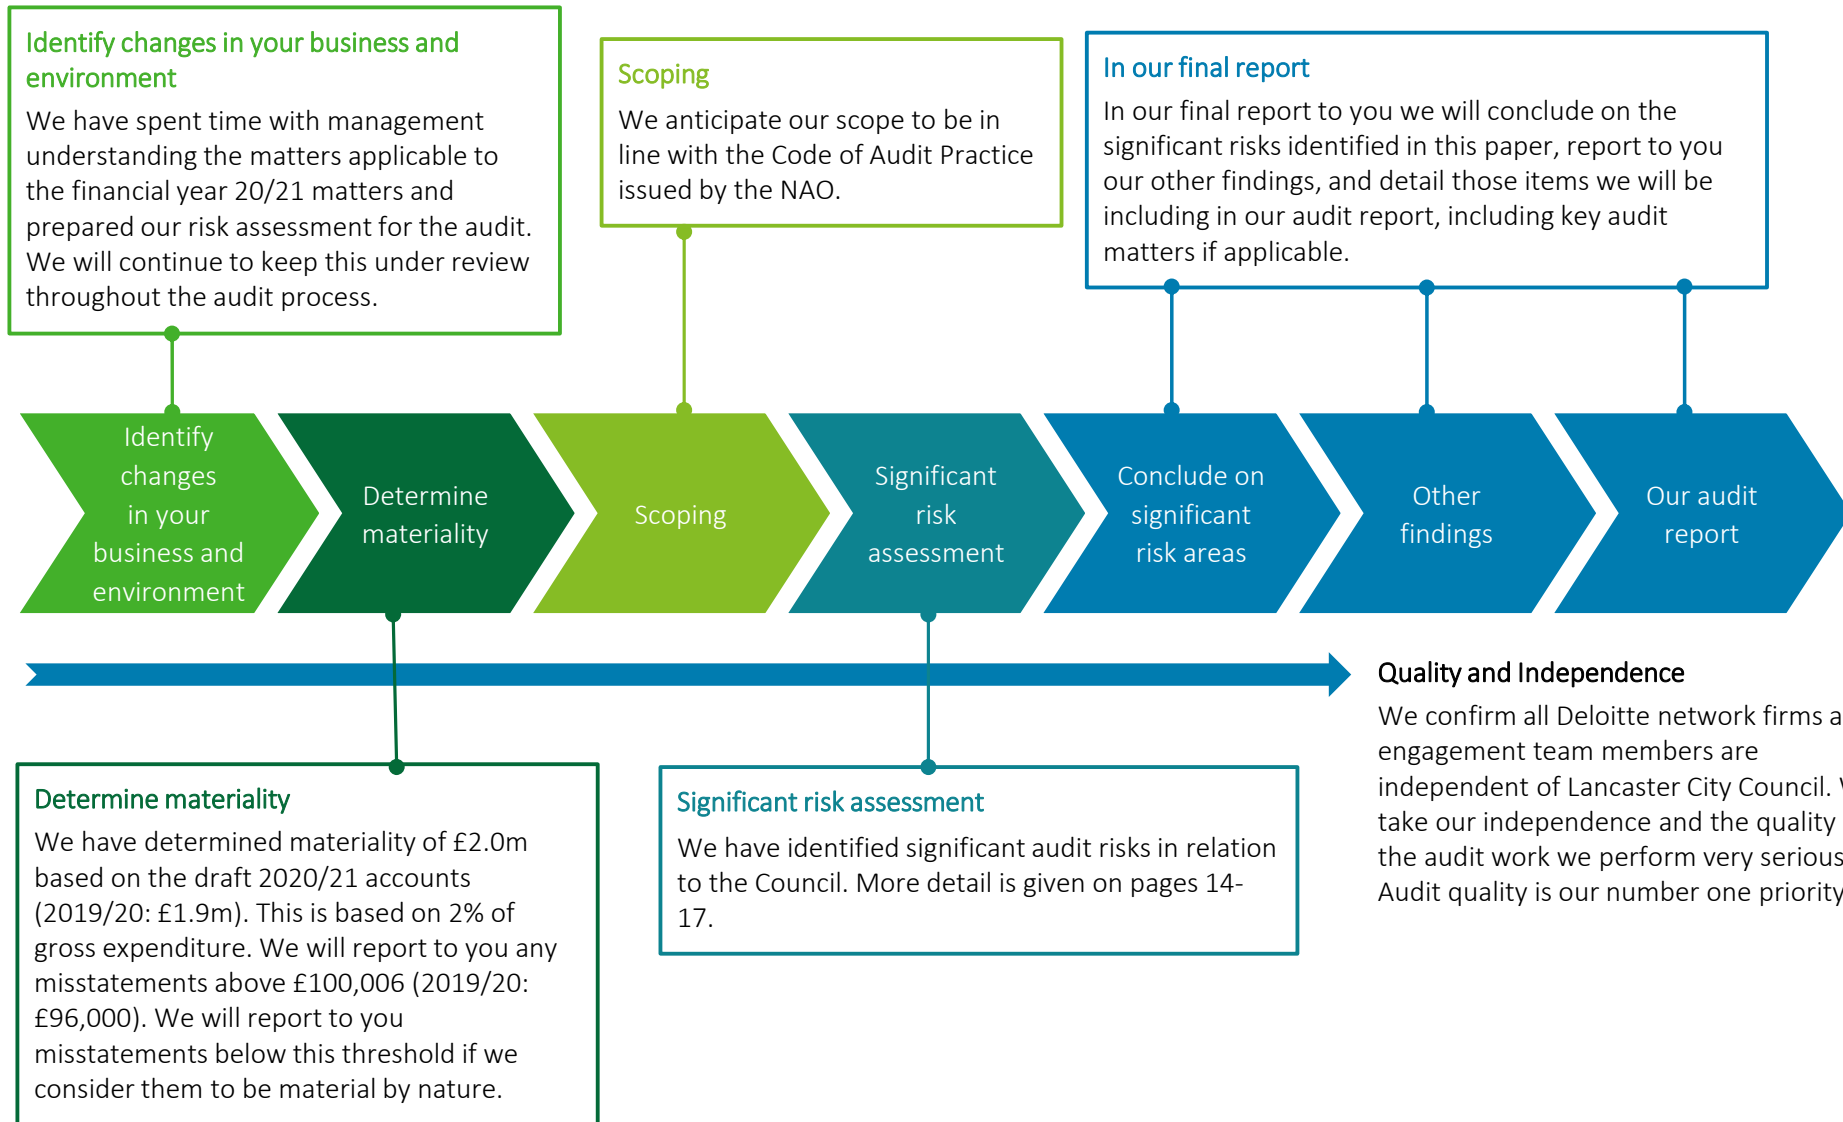 Identify changes in your business and
environment
We have spent time with management
understanding the matters applicable to
the financial year 20/21 matters and
prepared our risk assessment for the audit.
We will continue to keep this under review
throughout the audit process.
Scoping
We anticipate our scope to be in
line with the Code of Audit Practice
issued by the NAO.
In our final report
In our final report to you we will conclude on the
significant risks identified in this paper, report to you
our other findings, and detail those items we will be
including in our audit report, including key audit
matters if applicable.
Identify
changes
in your
business and
environment
Determine
materiality
Scoping
Significant
risk
assessment
Conclude on
significant
risk areas
Other
findings
Our audit
report
Determine materiality
We have determined materiality of £2.0m
based on the draft 2020/21 accounts
(2019/20: £1.9m). This is based on 2% of
gross expenditure. We will report to you any
misstatements above £100,006 (2019/20:
£96,000). We will report to you
misstatements below this threshold if we
consider them to be material by nature.
Significant risk assessment
We have identified significant audit risks in relation
to the Council. More detail is given on pages 14-
17.
Quality and Independence
We confirm all Deloitte network firms
engagement team members are
independent of Lancaster City Council.
take our independence and the quality
the audit work we perform very
Audit quality is our number one priority